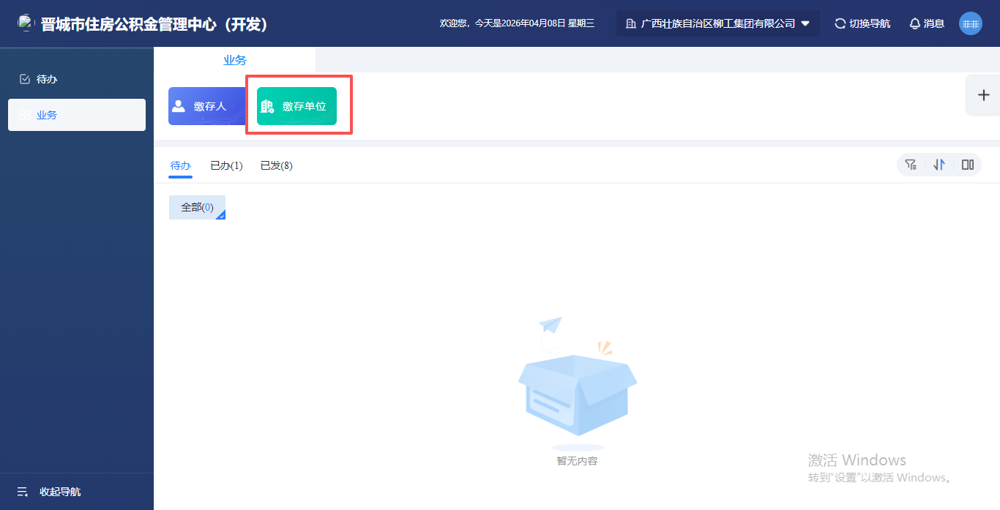 晋城市住房公积金管理中心（开发）
欢迎您，今天是2026年04月08日 星期三
广西壮族自治区柳工集团有限公司
切换导航
消息
菲菲
待办
业务
业务
缴存人
缴存单位
待办
已办(1)
已发(8)
全部(0)
暂无内容
激活 Windows
转到"设置"以激活 Windows。
收起导航